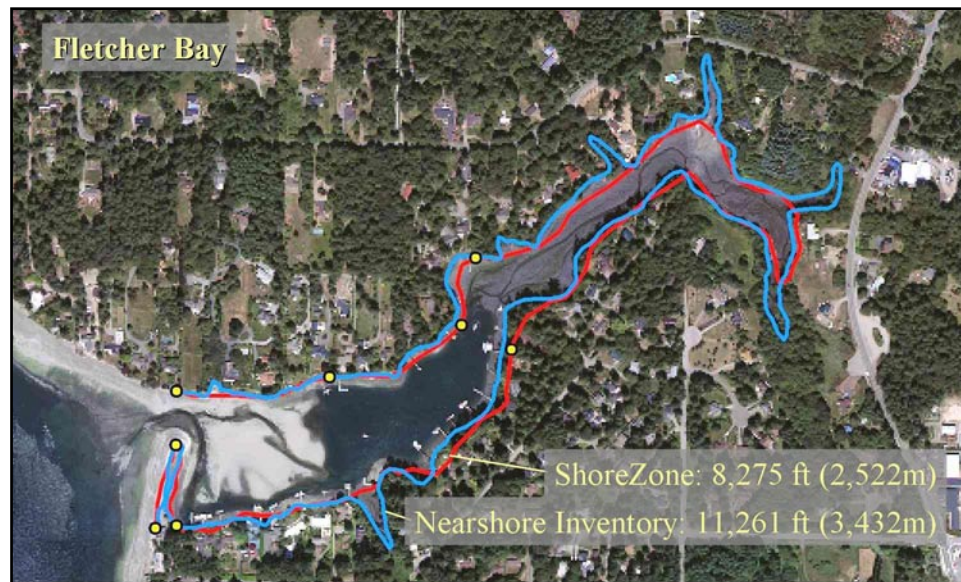 Fletcher Bay
ShoreZone: 8,275 ft (2,522m)
Nearshore Inventory: 11,261 ft (3,432m)